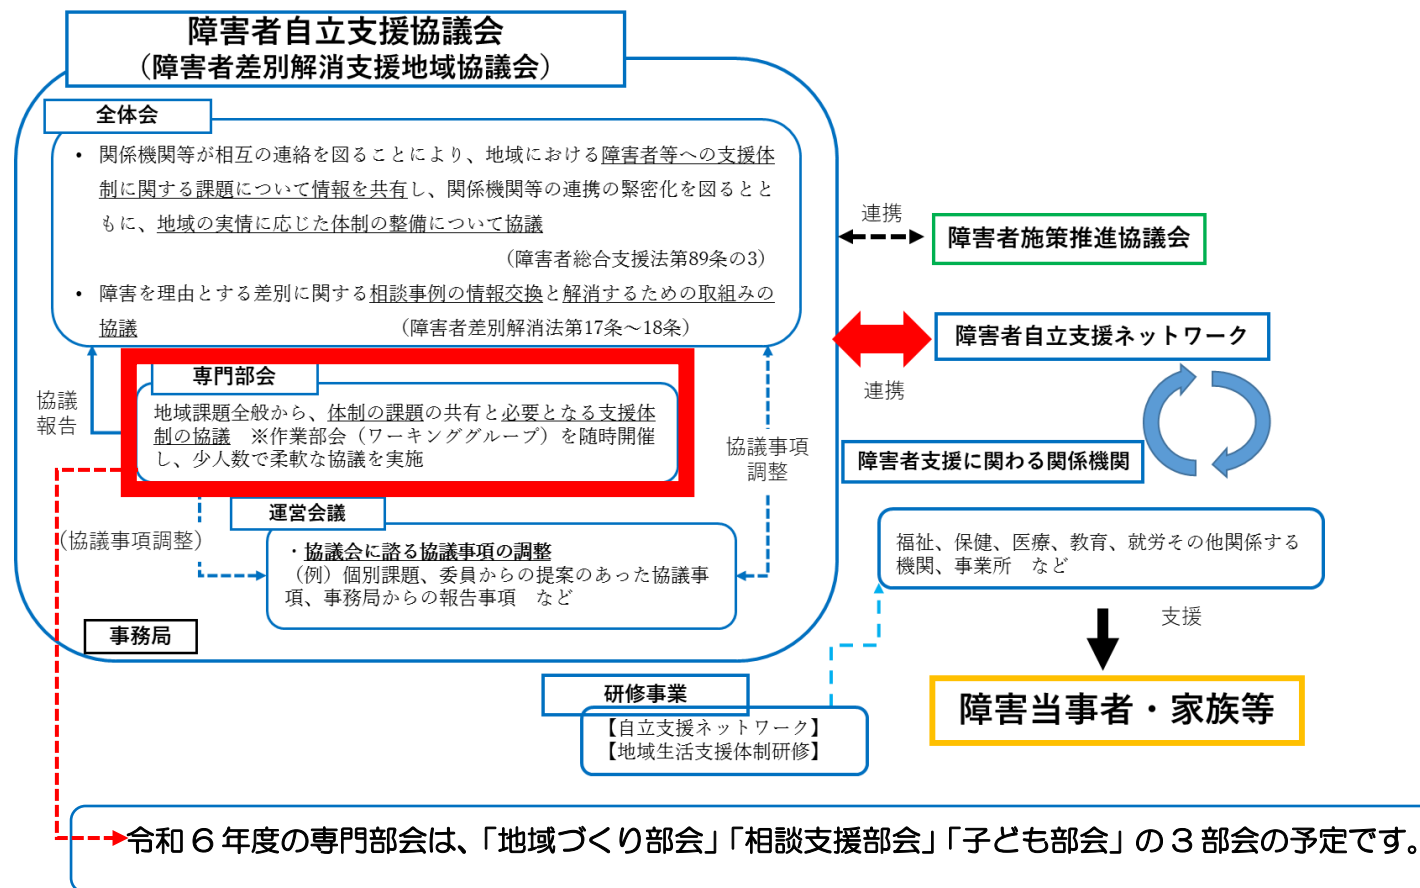 障害者自立支援協議会
（障害者差別解消支援地域協議会）
全体会
• 関係機関等が相互の連絡を図ることにより、地域における障害者等への支援体
制に関する課題について情報を共有し、関係機関等の連携の緊密化を図るとと
もに、地域の実情に応じた体制の整備について協議
（障害者総合支援法第89条の3）
• 障害を理由とする差別に関する相談事例の情報交換と解消するための取組みの
協議　（障害者差別解消法第17条～18条）
専門部会
地域課題全般から、体制の課題の共有と必要となる支援体
制の協議　※作業部会（ワーキンググループ）を随時開催
し、少人数で柔軟な協議を実施
協議
報告
協議事項
調整
（協議事項調整）
運営会議
・協議会に諮る協議事項の調整
（例）個別課題、委員からの提案のあった協議事
項、事務局からの報告事項　など
事務局
連携
障害者施策推進協議会
障害者自立支援ネットワーク
連携
障害者支援に関わる関係機関
福祉、保健、医療、教育、就労その他関係する
機関、事業所　など
支援
障害当事者・家族等
研修事業
【自立支援ネットワーク】
【地域生活支援体制研修】
令和６年度の専門部会は、「地域づくり部会」「相談支援部会」「子ども部会」の３部会の予定です。